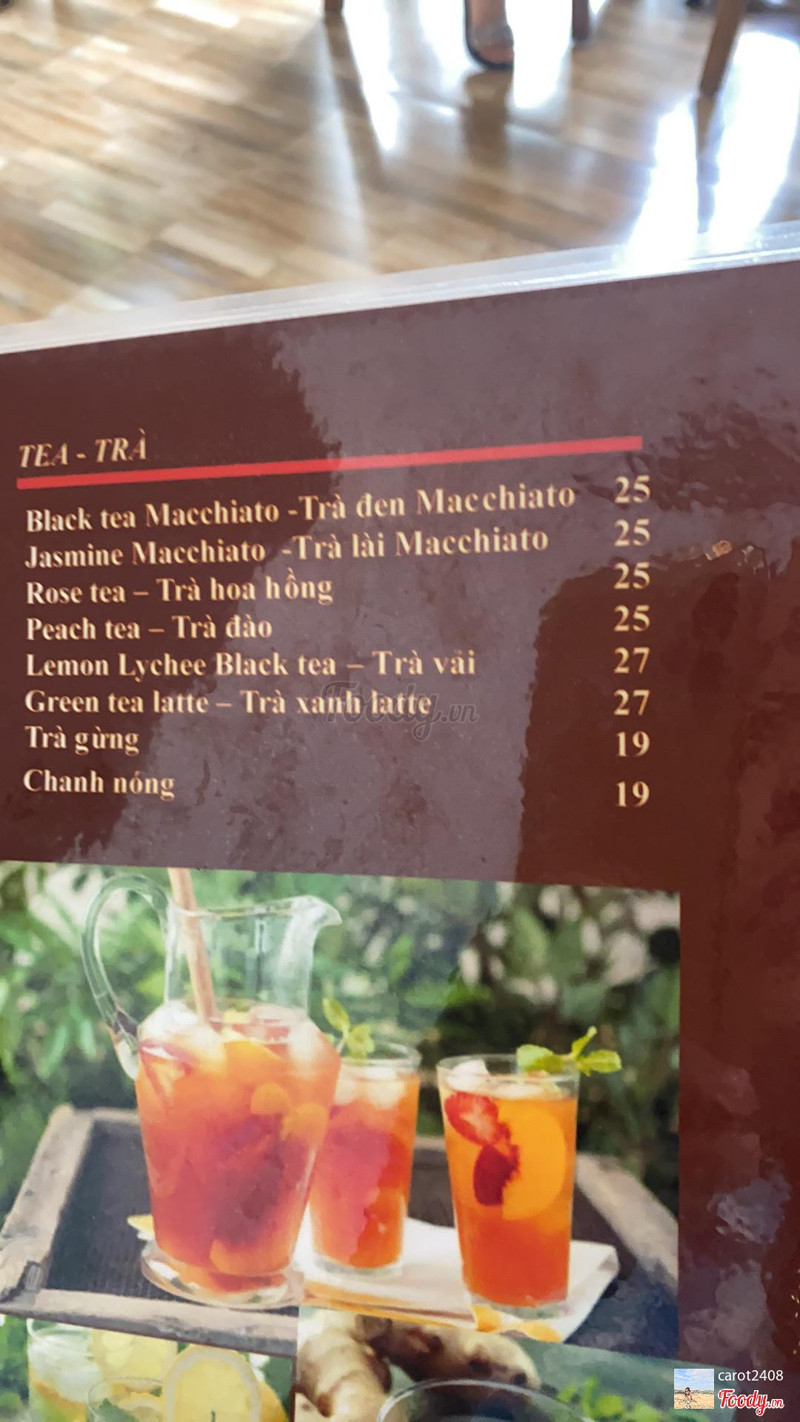 TEA - TRÀ
Black tea Macchiato -Trà đen Macchiato 25
Jasmine Macchiato -Trà lài Macchiato 25
Rose tea – Trà hoa hồng 25
Peach tea – Trà đào 25
Lemon Lychee Black tea – Trà vải 27
Green tea latte – Trà xanh latte 27
Foody.vn
Trà gừng 19
Chanh nóng 19
carot2408
Foody.vn